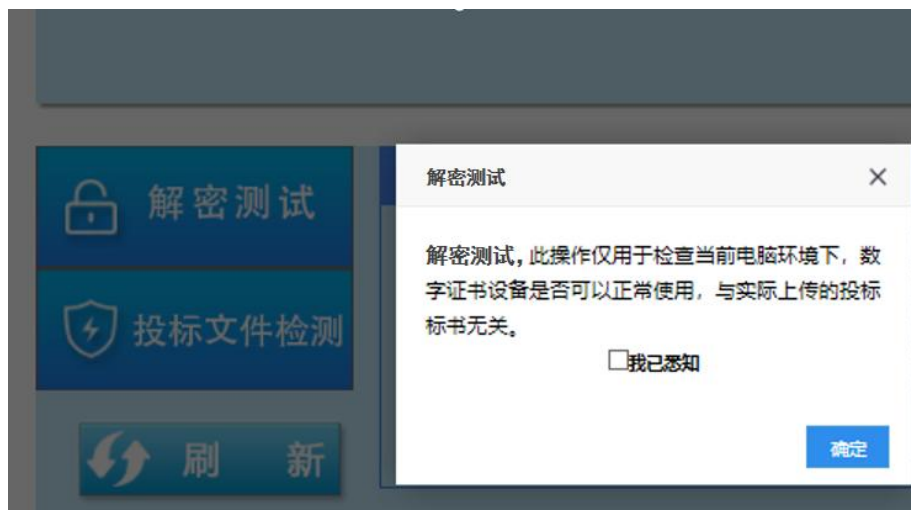 解密测试
投标文件检测
刷 新
解密测试
解密测试，此操作仅用于检查当前电脑环境下，数
字证书设备是否可以正常使用，与实际上传的投标
标书无关。
我已悉知
确定